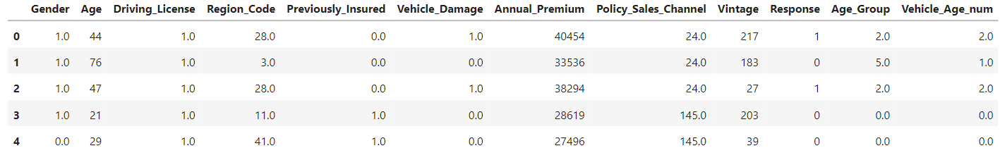 Gender Age Driving_License Region_Code Previously_Insured Vehicle_Damage Annual_Premium Policy_Sales_Channel Vintage Response Age_Group Vehicle_Age_num
0 1.0 44 1.0 28.0 0.0 1.0 40454 24.0 217 1 2.0 2.0
1 1.0 76 1.0 3.0 0.0 0.0 33536 24.0 183 0 5.0 1.0
2 1.0 47 1.0 28.0 0.0 1.0 38294 24.0 27 1 2.0 2.0
3 1.0 21 1.0 11.0 1.0 0.0 28619 145.0 203 0 0.0 0.0
4 0.0 29 1.0 41.0 1.0 0.0 27496 145.0 39 0 0.0 0.0